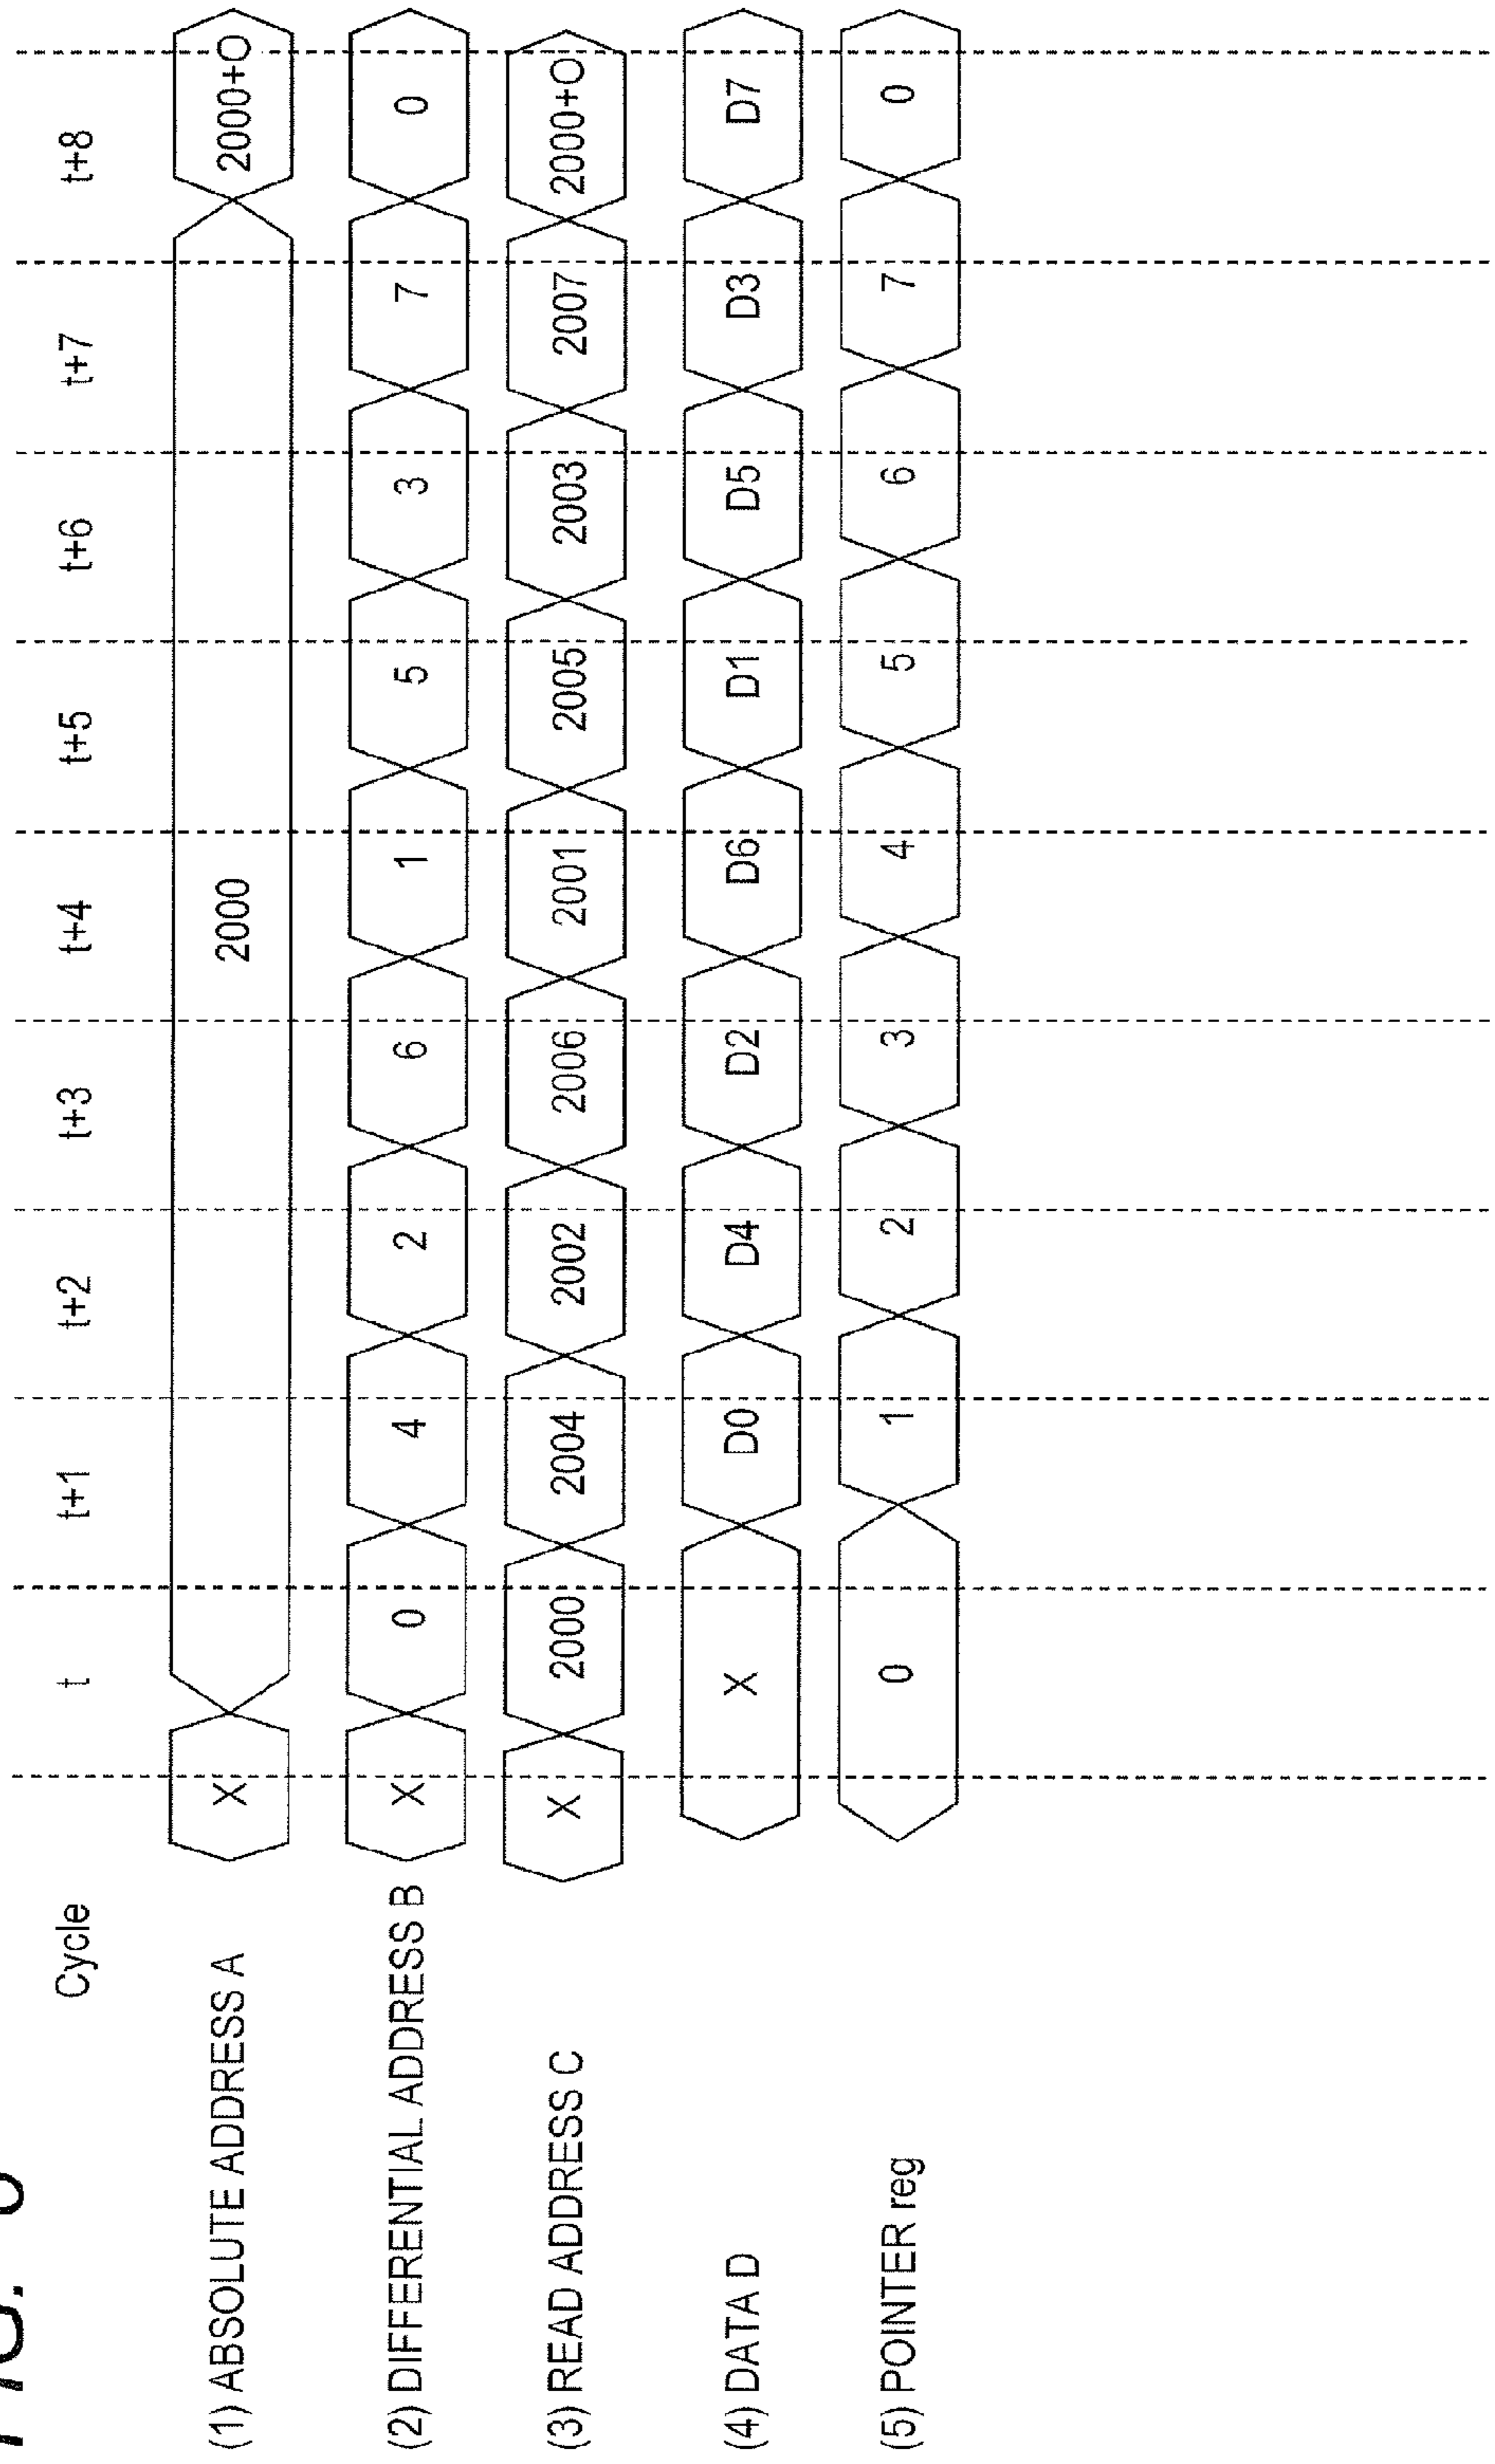 Cycle t t+1 t+2 t+3 t+4 t+5 t+6 t+7 t+8
(1) ABSOLUTE ADDRESS A X 2000 2000+O
(2) DIFFERENTIAL ADDRESS B X 0 4 2 6 1 5 3 7 0
(3) READ ADDRESS C X 2000 2004 2002 2006 2001 2005 2003 2007 2000+O
(4) DATA D X D0 D4 D2 D6 D1 D5 D3 D7
(5) POINTER reg 0 1 2 3 4 5 6 7 0